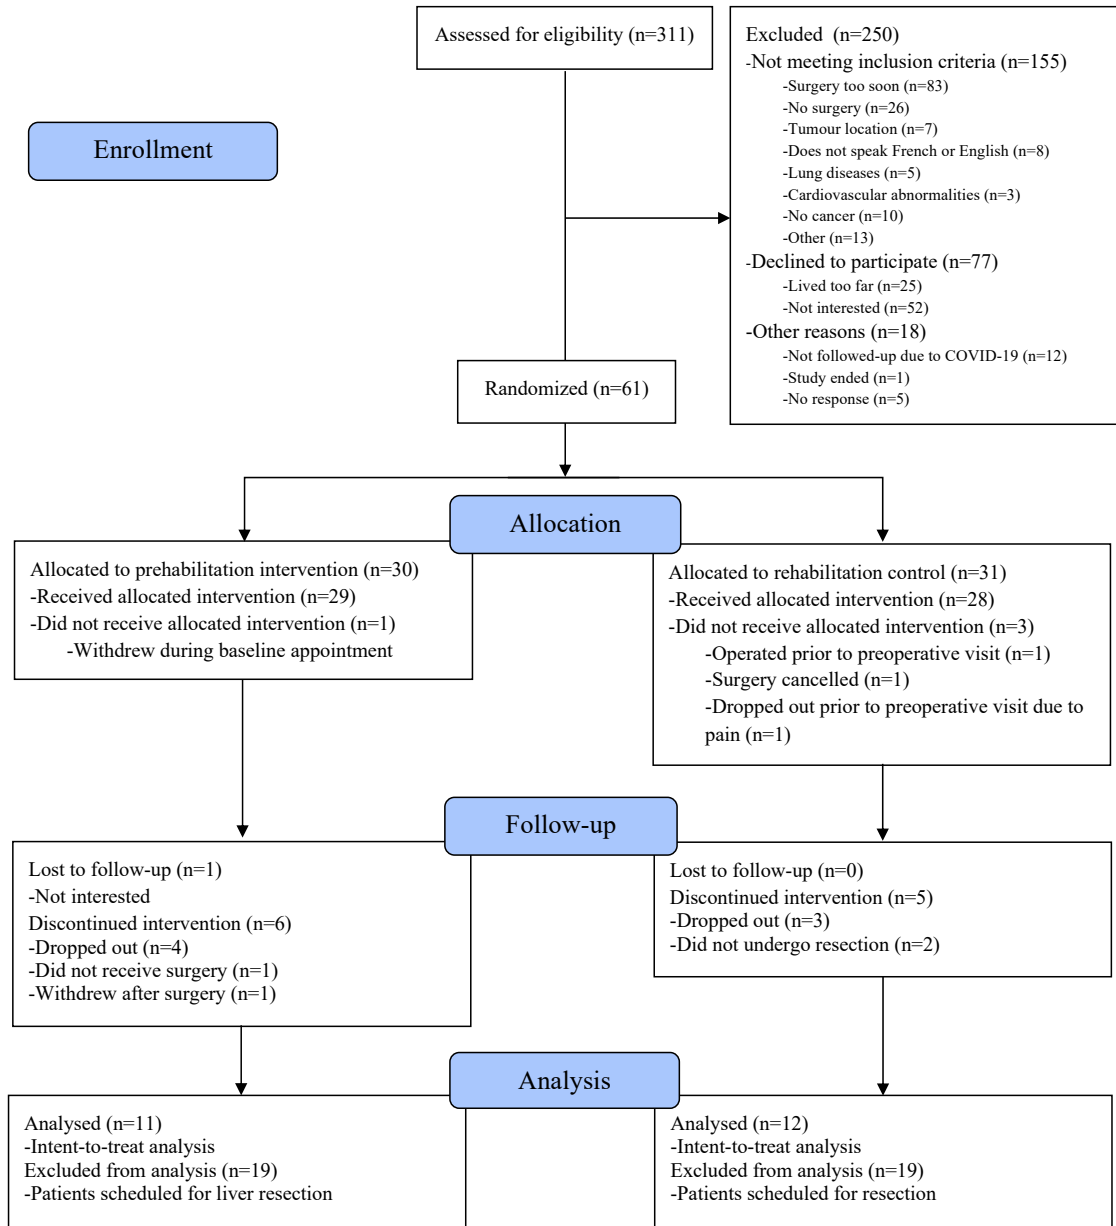 Assessed for eligibility (n=311)
Excluded  (n=250)
-Not meeting inclusion criteria (n=155)
-Surgery too soon (n=83)
-No surgery (n=26)
-Tumour location (n=7)
-Does not speak French or English (n=8)
-Lung diseases (n=5)
-Cardiovascular abnormalities (n=3)
-No cancer (n=10)
-Other (n=13)
-Declined to participate (n=77)
-Lived too far (n=25)
-Not interested (n=52)
-Other reasons (n=18)
-Not followed-up due to COVID-19 (n=12)
-Study ended (n=1)
-No response (n=5)
Enrollment
Randomized (n=61)
Allocation
Allocated to prehabilitation intervention (n=30)
-Received allocated intervention (n=29)
-Did not receive allocated intervention (n=1)
-Withdrew during baseline appointment
Allocated to rehabilitation control (n=31)
-Received allocated intervention (n=28)
-Did not receive allocated intervention (n=3)
-Operated prior to preoperative visit (n=1)
-Surgery cancelled (n=1)
-Dropped out prior to preoperative visit due to
pain (n=1)
Follow-up
Lost to follow-up (n=1)
-Not interested
Discontinued intervention (n=6)
-Dropped out (n=4)
-Did not receive surgery (n=1)
-Withdrew after surgery (n=1)
Lost to follow-up (n=0)
Discontinued intervention (n=5)
-Dropped out (n=3)
-Did not undergo resection (n=2)
Analysis
Analysed (n=11)
-Intent-to-treat analysis
Excluded from analysis (n=19)
-Patients scheduled for liver resection
Analysed (n=12)
-Intent-to-treat analysis
Excluded from analysis (n=19)
-Patients scheduled for resection